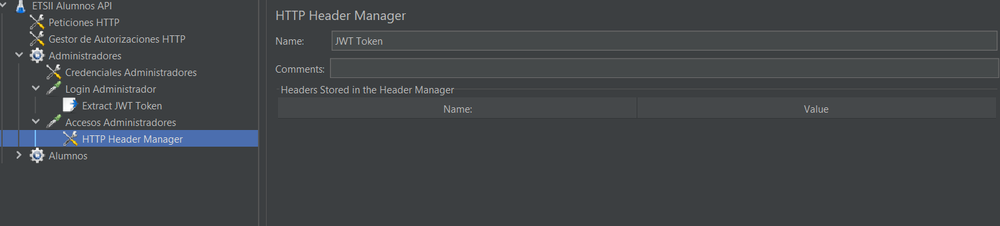 ETSII Alumnos API
Peticiones HTTP
Gestor de Autorizaciones HTTP
Administradores
Credenciales Administradores
Login Administrador
Extract JWT Token
Accesos Administradores
HTTP Header Manager
Alumnos
HTTP Header Manager
Name: JWT Token
Comments:
Headers Stored in the Header Manager
Name: Value